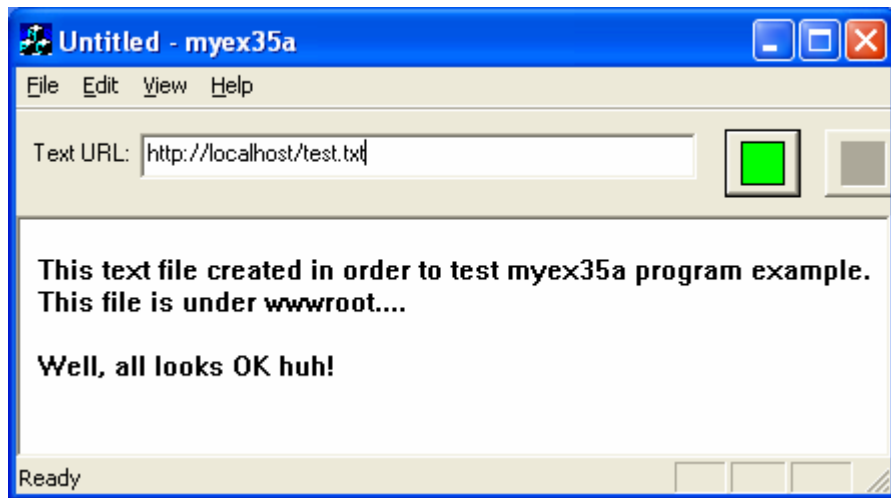 Untitled - myex35a
File Edit View Help
Text URL: http://localhost/test.txt
This text file created in order to test myex35a program example.
This file is under wwwroot....
Well, all looks OK huh!
Ready